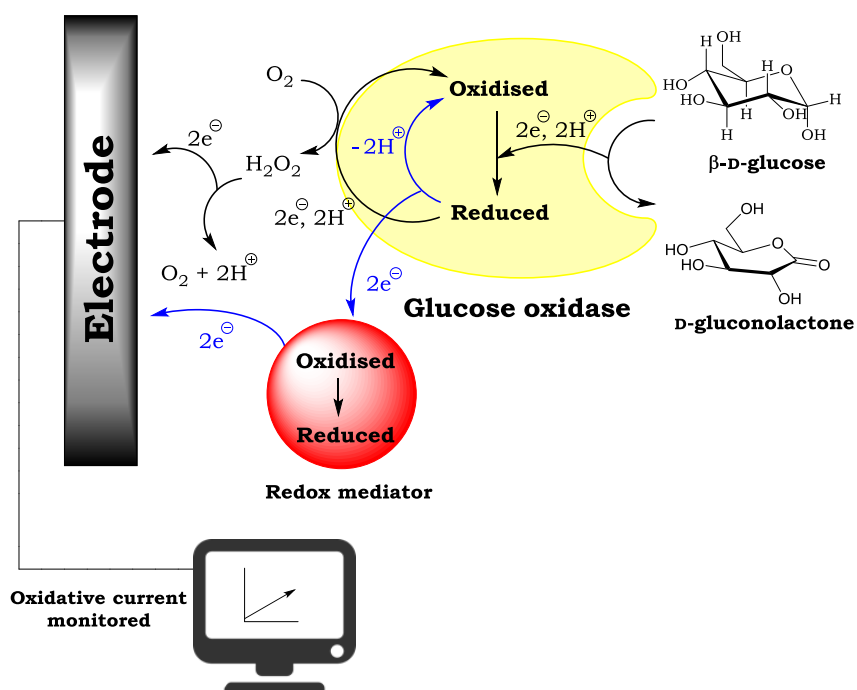 Electrode
O₂
2e⊖
H₂O₂
O₂ + 2H⊕
2e⊖, 2H⊕
-2H⊕
Oxidised
2e⊖, 2H⊕
Reduced
2e⊖
Glucose oxidase
OH
H
HO
H
O
HO
H
H
OH
H
OH
β-D-glucose
OH
HO
O
HO
O
OH
D-gluconolactone
2e⊖
Oxidised
Reduced
Redox mediator
Oxidative current
monitored